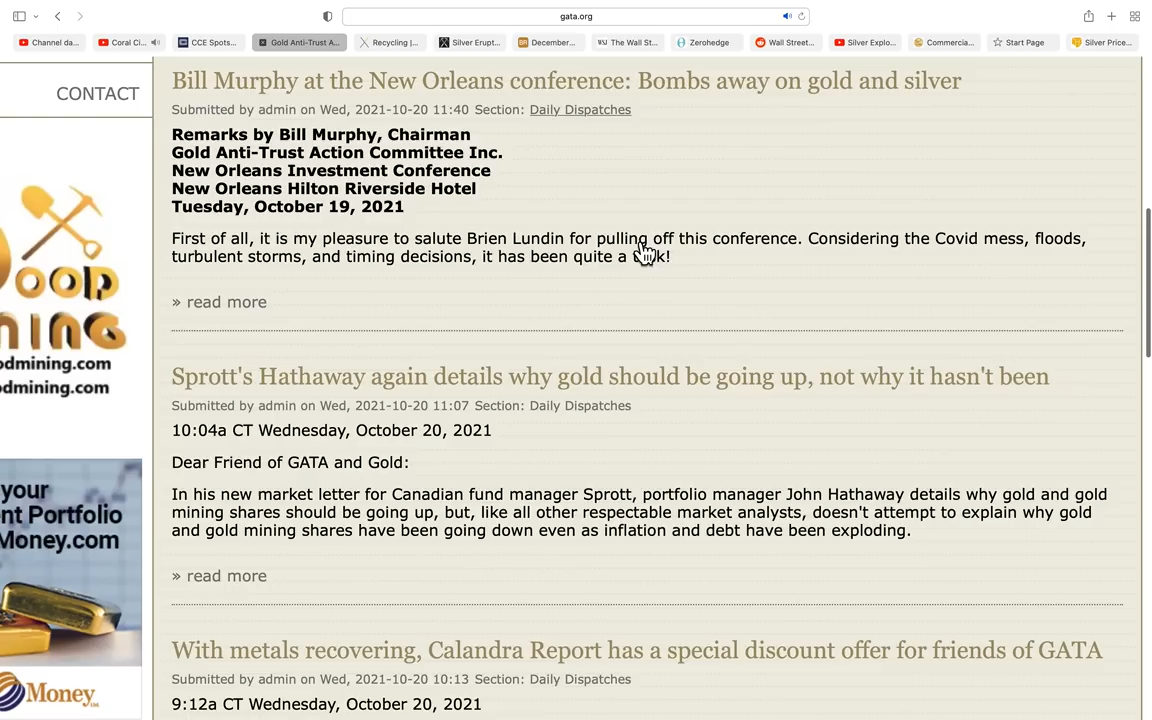 gata.org
Channel da...
Coral Ci...
CCE Spots...
Gold Anti-Trust A...
Recycling |...
Silver Erupt...
December...
WSJ The Wall St...
Zerohedge
Wall Street...
Silver Explo...
Commercia...
Start Page
Silver Price...
CONTACT
Bill Murphy at the New Orleans conference: Bombs away on gold and silver
Submitted by admin on Wed, 2021-10-20 11:40 Section: Daily Dispatches
Remarks by Bill Murphy, Chairman
Gold Anti-Trust Action Committee Inc.
New Orleans Investment Conference
New Orleans Hilton Riverside Hotel
Tuesday, October 19, 2021
First of all, it is my pleasure to salute Brien Lundin for pulling off this conference. Considering the Covid mess, floods,
turbulent storms, and timing decisions, it has been quite a
» read more
Sprott's Hathaway again details why gold should be going up, not why it hasn't been
Submitted by admin on Wed, 2021-10-20 11:07 Section: Daily Dispatches
10:04a CT Wednesday, October 20, 2021
Dear Friend of GATA and Gold:
In his new market letter for Canadian fund manager Sprott, portfolio manager John Hathaway details why gold and gold
mining shares should be going up, but, like all other respectable market analysts, doesn't attempt to explain why gold
and gold mining shares have been going down even as inflation and debt have been exploding.
» read more
With metals recovering, Calandra Report has a special discount offer for friends of GATA
Submitted by admin on Wed, 2021-10-20 10:13 Section: Daily Dispatches
9:12a CT Wednesday, October 20, 2021
oop
ning
odmining.com
odmining.com
your
nt Portfolio
Money.com
Money